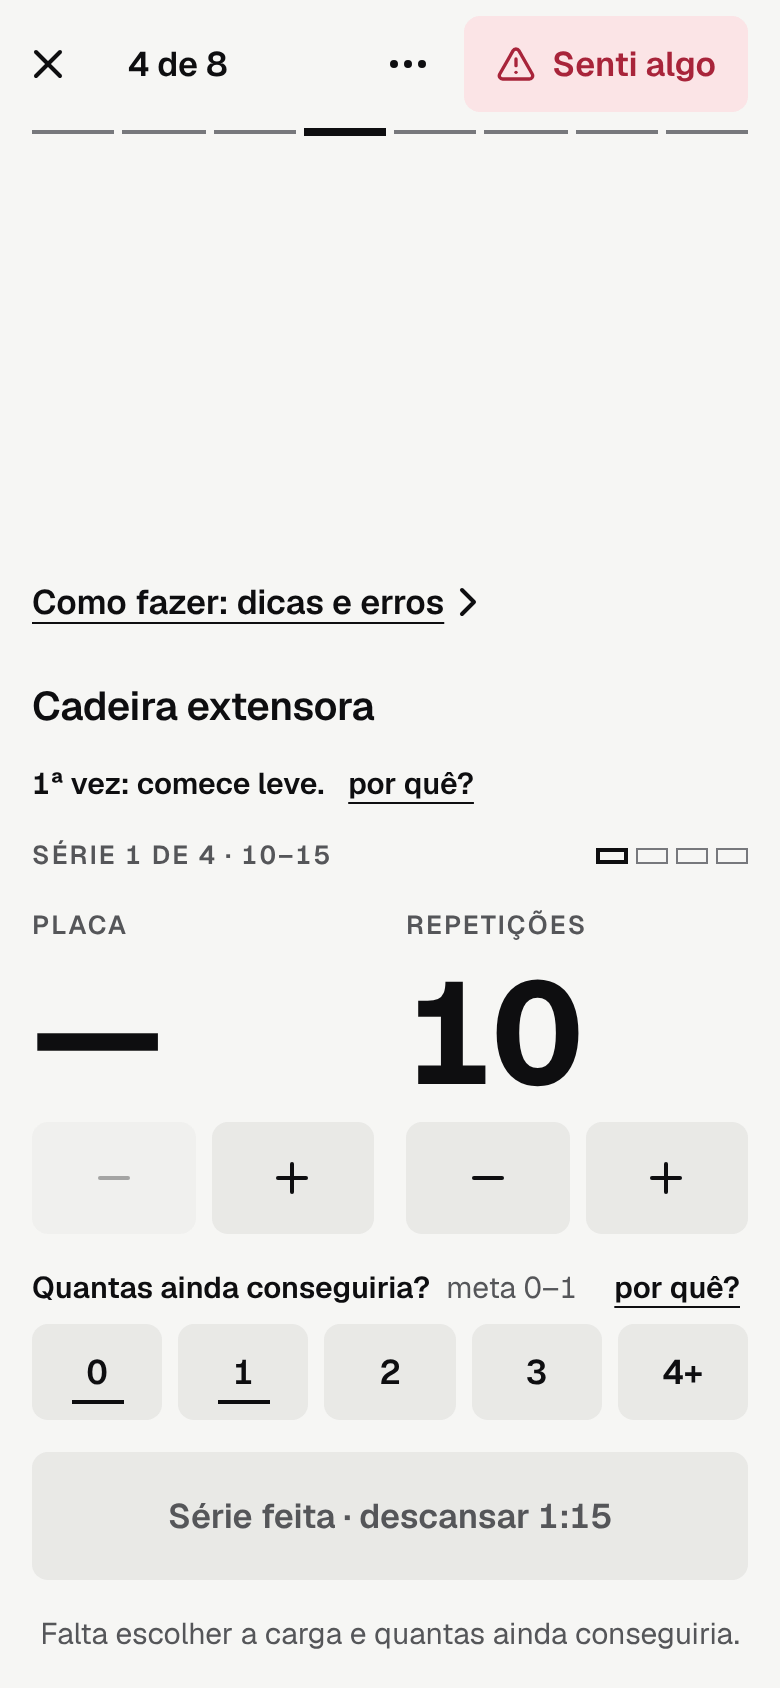 4 de 8
Senti algo
Como fazer: dicas e erros
Cadeira extensora
1ª vez: comece leve. por quê?
SÉRIE 1 DE 4 · 10–15
PLACA REPETIÇÕES
— 10
− + − +
Quantas ainda conseguiria? meta 0–1 por quê?
0 1 2 3 4+
Série feita · descansar 1:15
Falta escolher a carga e quantas ainda conseguiria.